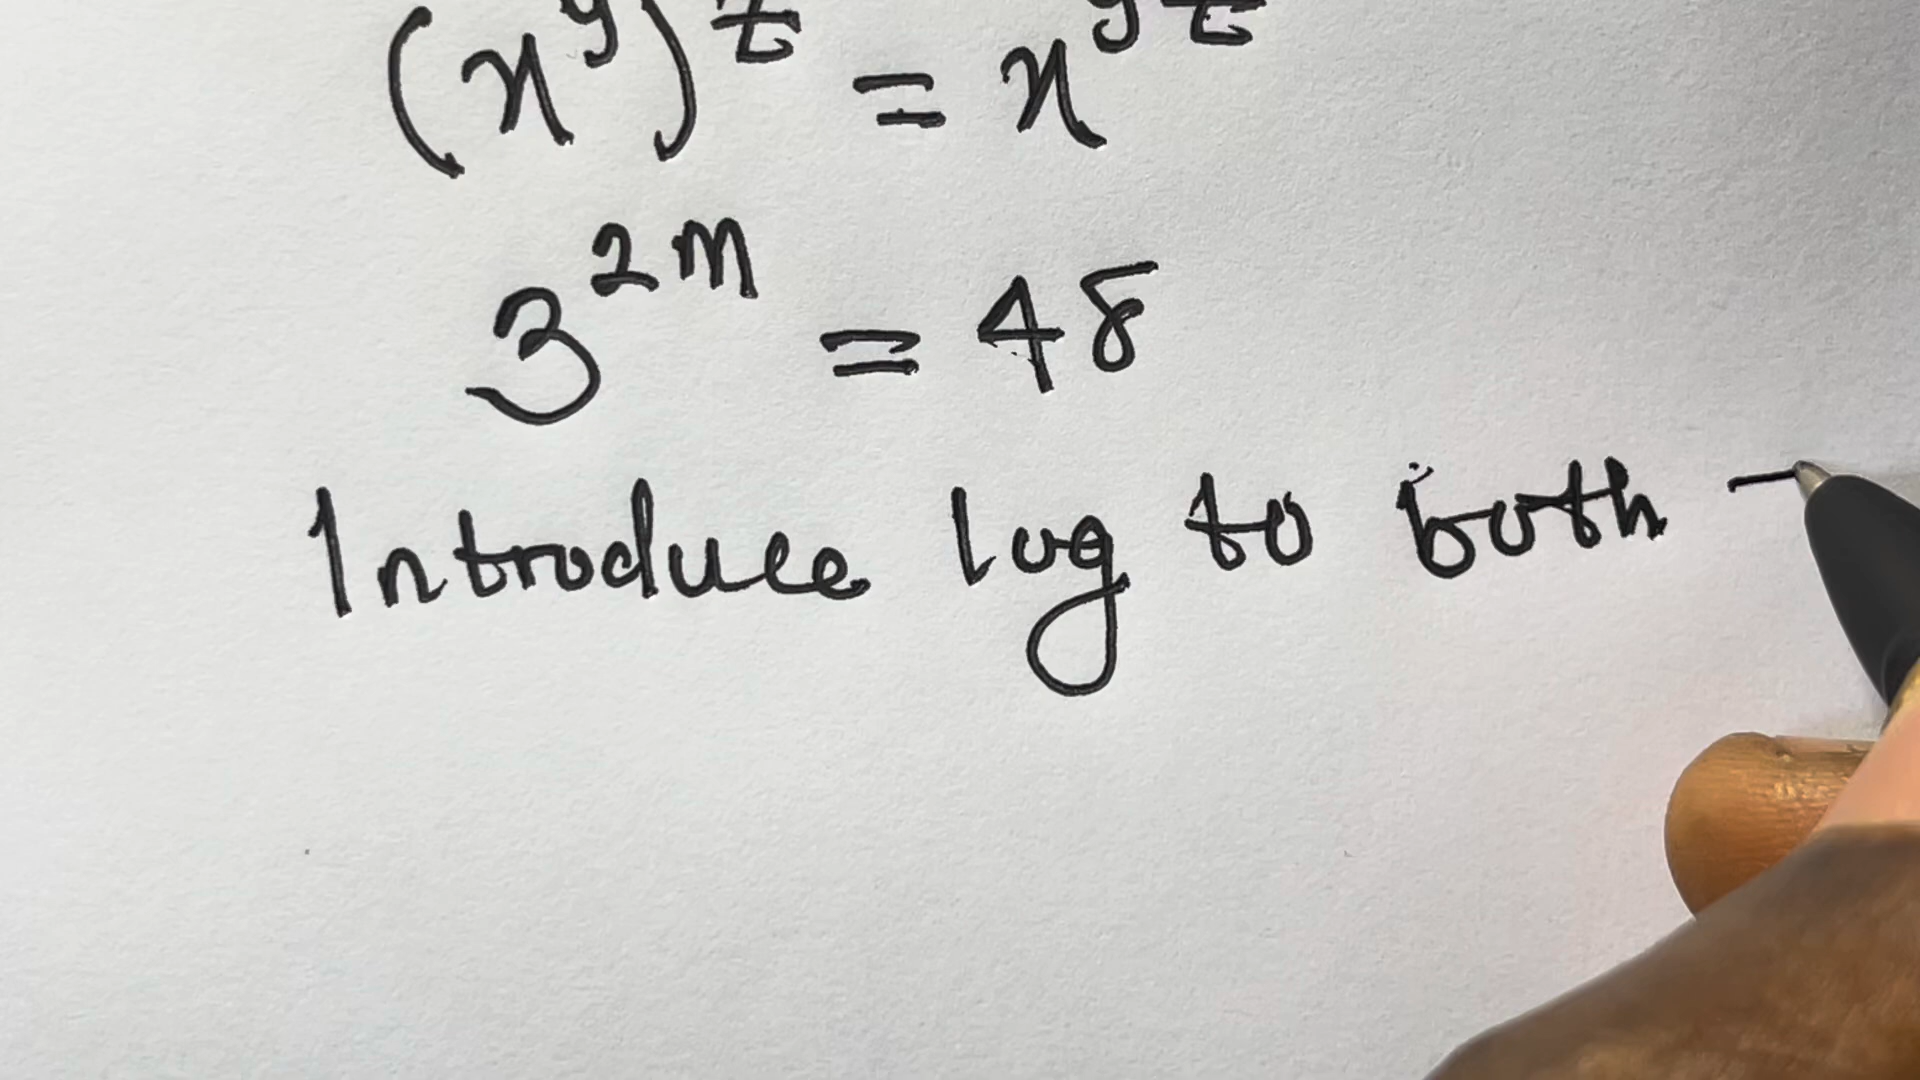 (x^y)^z = x^yz
3^2m = 48
Introduce log to both